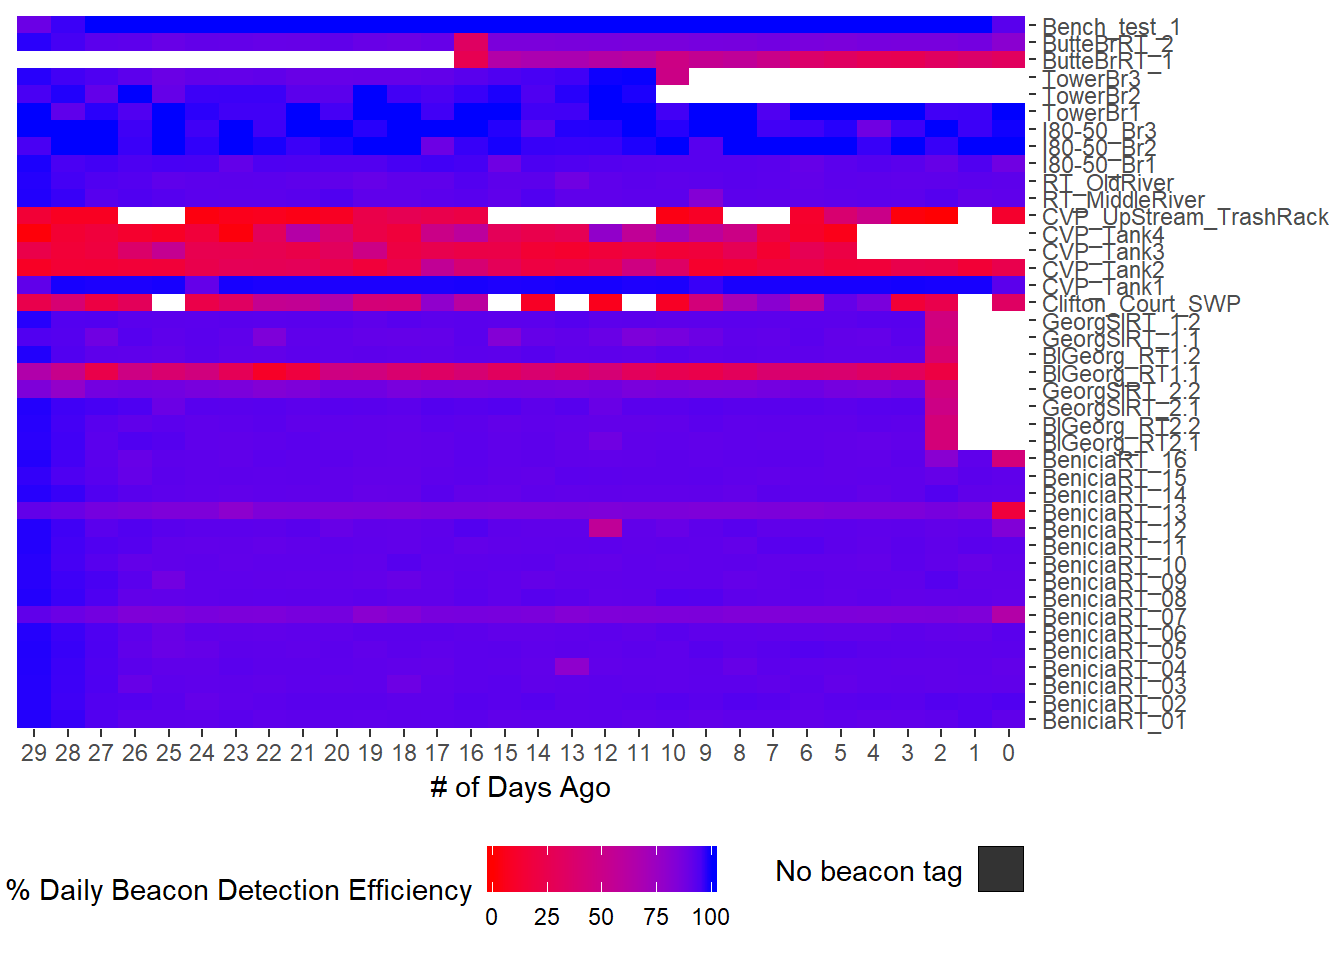 Bench_test_1
ButteBrRT_2
ButteBrRT_1
TowerBr3
TowerBr2
TowerBr1
I80-50_Br3
I80-50_Br2
I80-50_Br1
RT_OldRiver
RT_MiddleRiver
CVP_UpStream_TrashRack
CVP_Tank4
CVP_Tank3
CVP_Tank2
CVP_Tank1
Clifton_Court_SWP
GeorgSlRT_1.2
GeorgSlRT_1.1
BlGeorg_RT1.2
BlGeorg_RT1.1
GeorgSlRT_2.2
GeorgSlRT_2.1
BlGeorg_RT2.2
BlGeorg_RT2.1
BeniciaRT_16
BeniciaRT_15
BeniciaRT_14
BeniciaRT_13
BeniciaRT_12
BeniciaRT_11
BeniciaRT_10
BeniciaRT_09
BeniciaRT_08
BeniciaRT_07
BeniciaRT_06
BeniciaRT_05
BeniciaRT_04
BeniciaRT_03
BeniciaRT_02
BeniciaRT_01
29 28 27 26 25 24 23 22 21 20 19 18 17 16 15 14 13 12 11 10 9 8 7 6 5 4 3 2 1 0
# of Days Ago
% Daily Beacon Detection Efficiency
0 25 50 75 100
No beacon tag